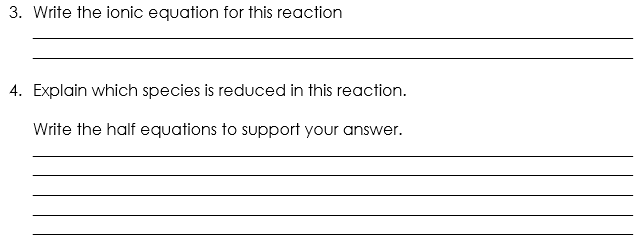 3. Write the ionic equation for this reaction
4. Explain which species is reduced in this reaction.
Write the half equations to support your answer.